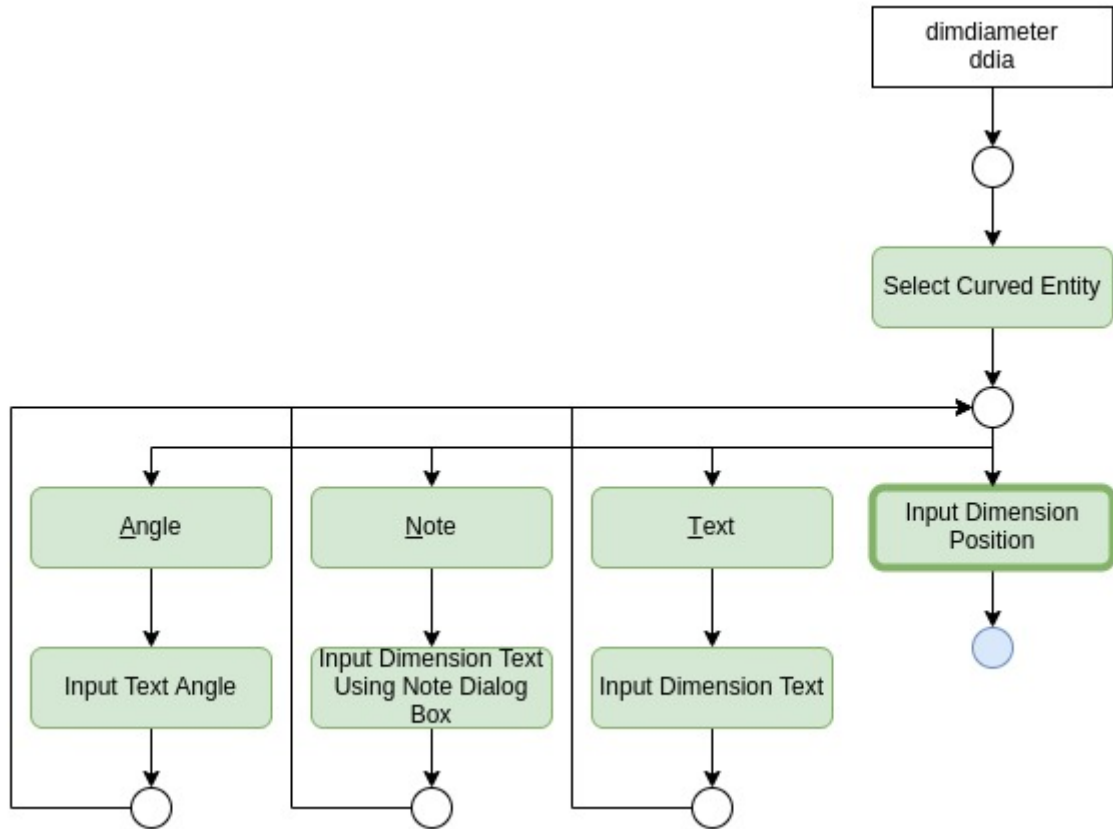 dimdiameter
ddia
Select Curved Entity
Angle
Note
Text
Input Dimension
Position
Input Text Angle
Input Dimension Text
Using Note Dialog
Box
Input Dimension Text